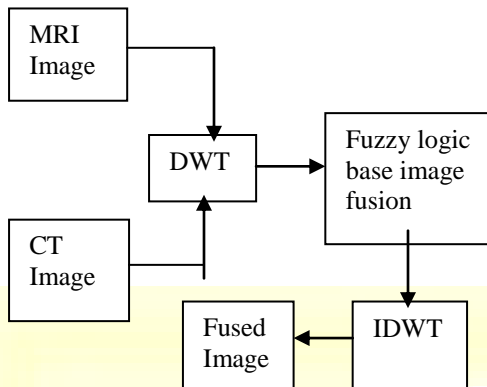 MRI
Image
DWT
Fuzzy logic
base image
fusion
CT
Image
Fused
Image
IDWT